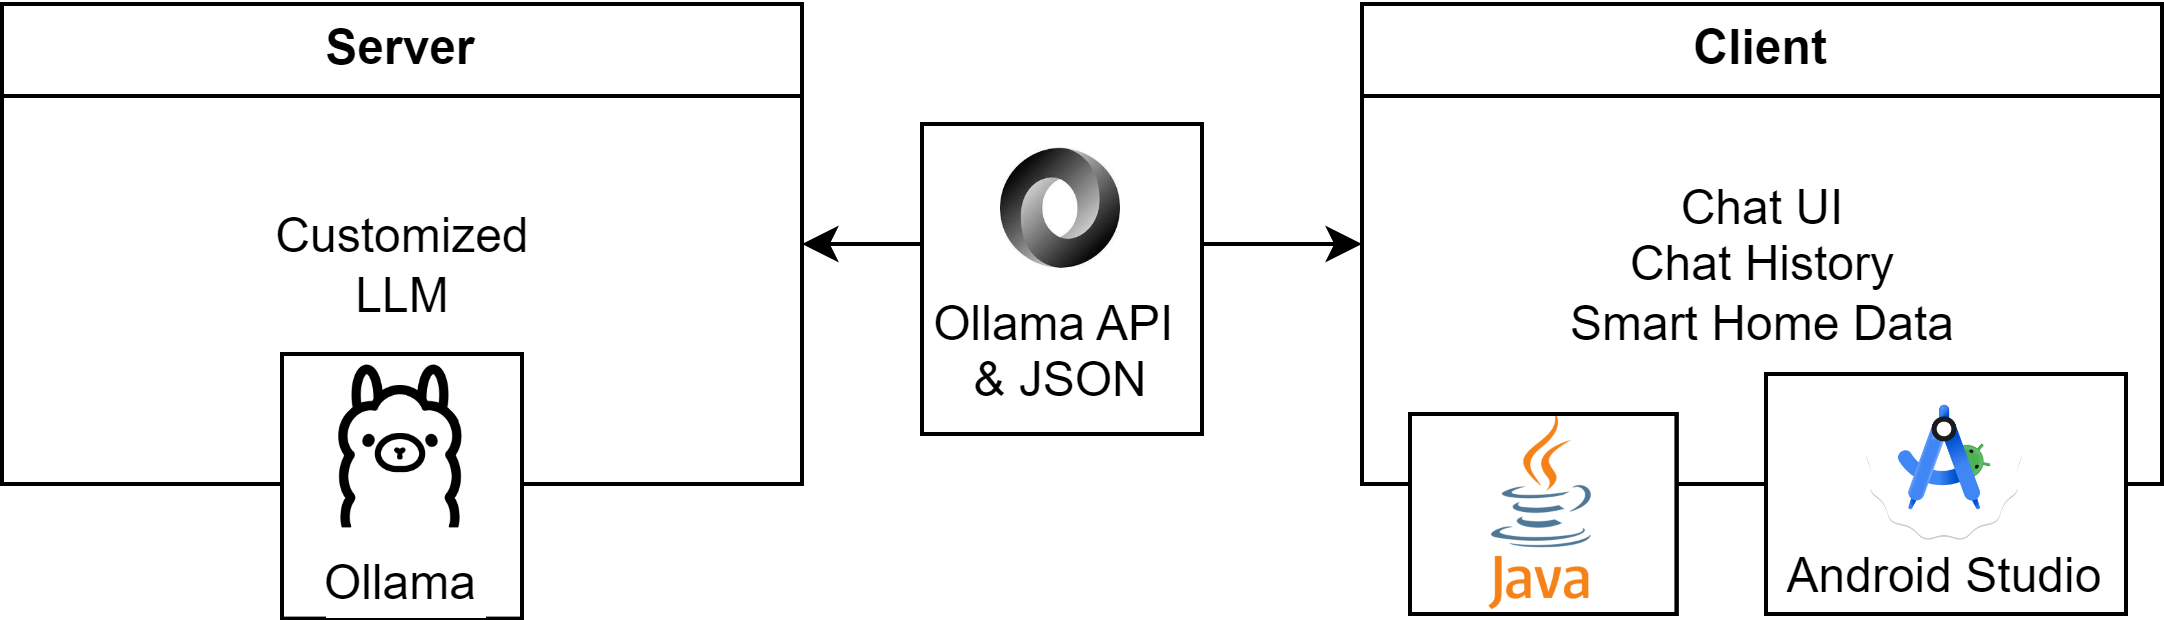 Server
Customized
LLM
Ollama
Ollama API
& JSON
Client
Chat UI
Chat History
Smart Home Data
Java
Android Studio